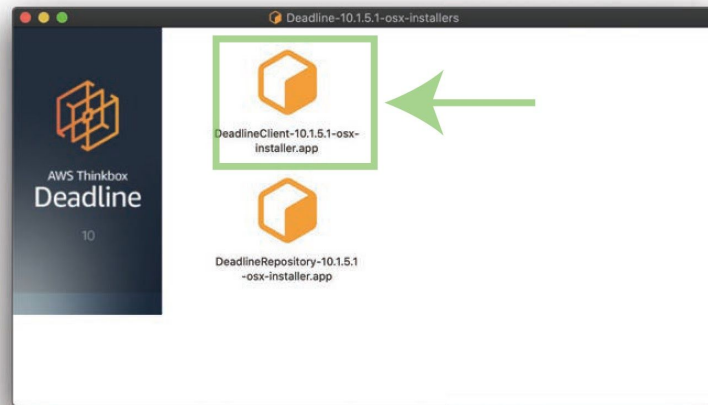 Deadline-10.1.5.1-osx-installers
AWS Thinkbox
Deadline
10
DeadlineClient-10.1.5.1-osx-
installer.app
DeadlineRepository-10.1.5.1
-osx-installer.app